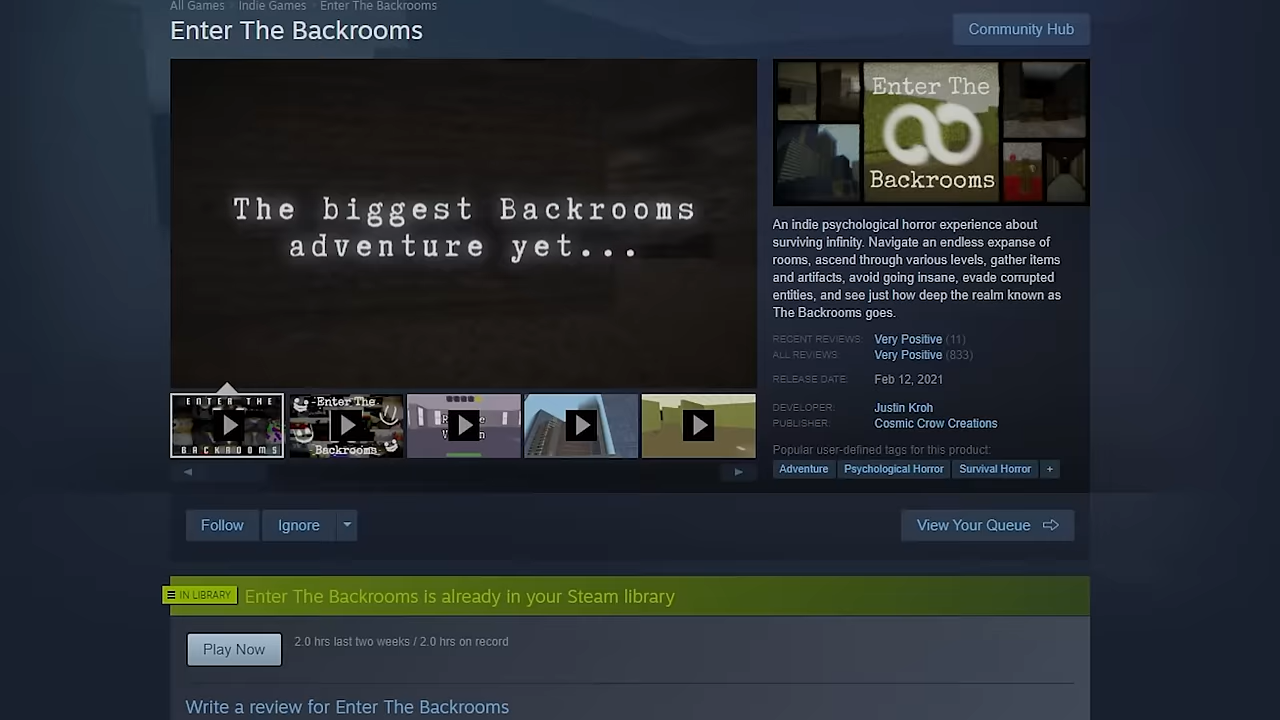 All Games Indie Games Enter The Backrooms
Enter The Backrooms
Community Hub
The biggest Backrooms
adventure yet...
Enter The
Backrooms
An indie psychological horror experience about
surviving infinity. Navigate an endless expanse of
rooms, ascend through various levels, gather items
and artifacts, avoid going insane, evade corrupted
entities, and see just how deep the realm known as
The Backrooms goes.
RECENT REVIEWS: Very Positive (11)
ALL REVIEWS: Very Positive (833)
RELEASE DATE: Feb 12, 2021
DEVELOPER: Justin Kroh
PUBLISHER: Cosmic Crow Creations
Popular user-defined tags for this product:
Adventure Psychological Horror Survival Horror +
ENTER THE
BACKROOMS
Enter The
Backrooms
Follow Ignore
View Your Queue
IN LIBRARY Enter The Backrooms is already in your Steam library
Play Now 2.0 hrs last two weeks / 2.0 hrs on record
Write a review for Enter The Backrooms